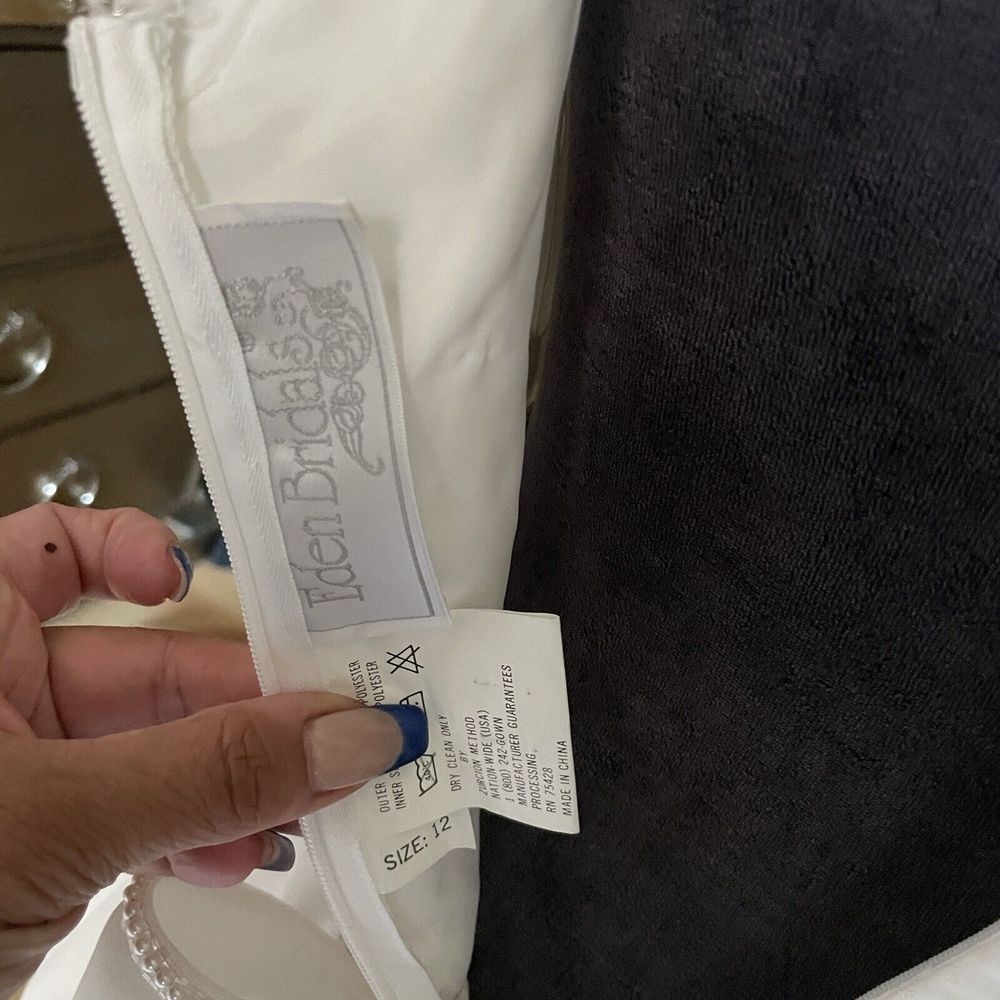 Eden Bridals
OUTER POLYESTER
INNER POLYESTER
40°C
DRY CLEAN ONLY
BY
ZURCION METHOD
NATION-WIDE (USA)
1 (800) 242-GOWN
MANUFACTURER GUARANTEES
PROCESSING.
RN 75428
MADE IN CHINA
SIZE: 12